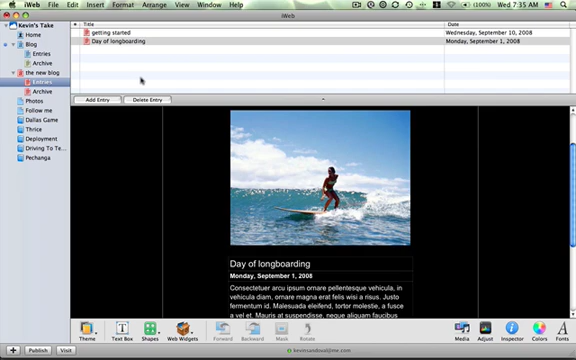 iWeb File Edit Insert Format Arrange View Window Help (100%) Wed 7:35 AM
iWeb
Kevin's Take
Home
Blog
Entries
Archive
the new blog
Entries
Archive
Photos
Follow me
Dallas Game
Thrice
Deployment
Driving To Te...
Pechanga
Title Date
getting started Wednesday, September 10, 2008
Day of longboarding Monday, September 1, 2008
Add Entry Delete Entry
Day of longboarding
Monday, September 1, 2008
Consectetuer arcu ipsum ornare pellentesque vehicula, in
vehicula diam, ornare magna erat felis wisi a risus. Justo
fermentum id. Malesuada eleifend, tortor molestie, a fusce
a vel et. Mauris at suspendisse, neque aliquam faucibus
Theme Text Box Shapes Web Widgets Forward Backward Mask Rotate Media Adjust Inspector Colors Fonts
Publish Visit